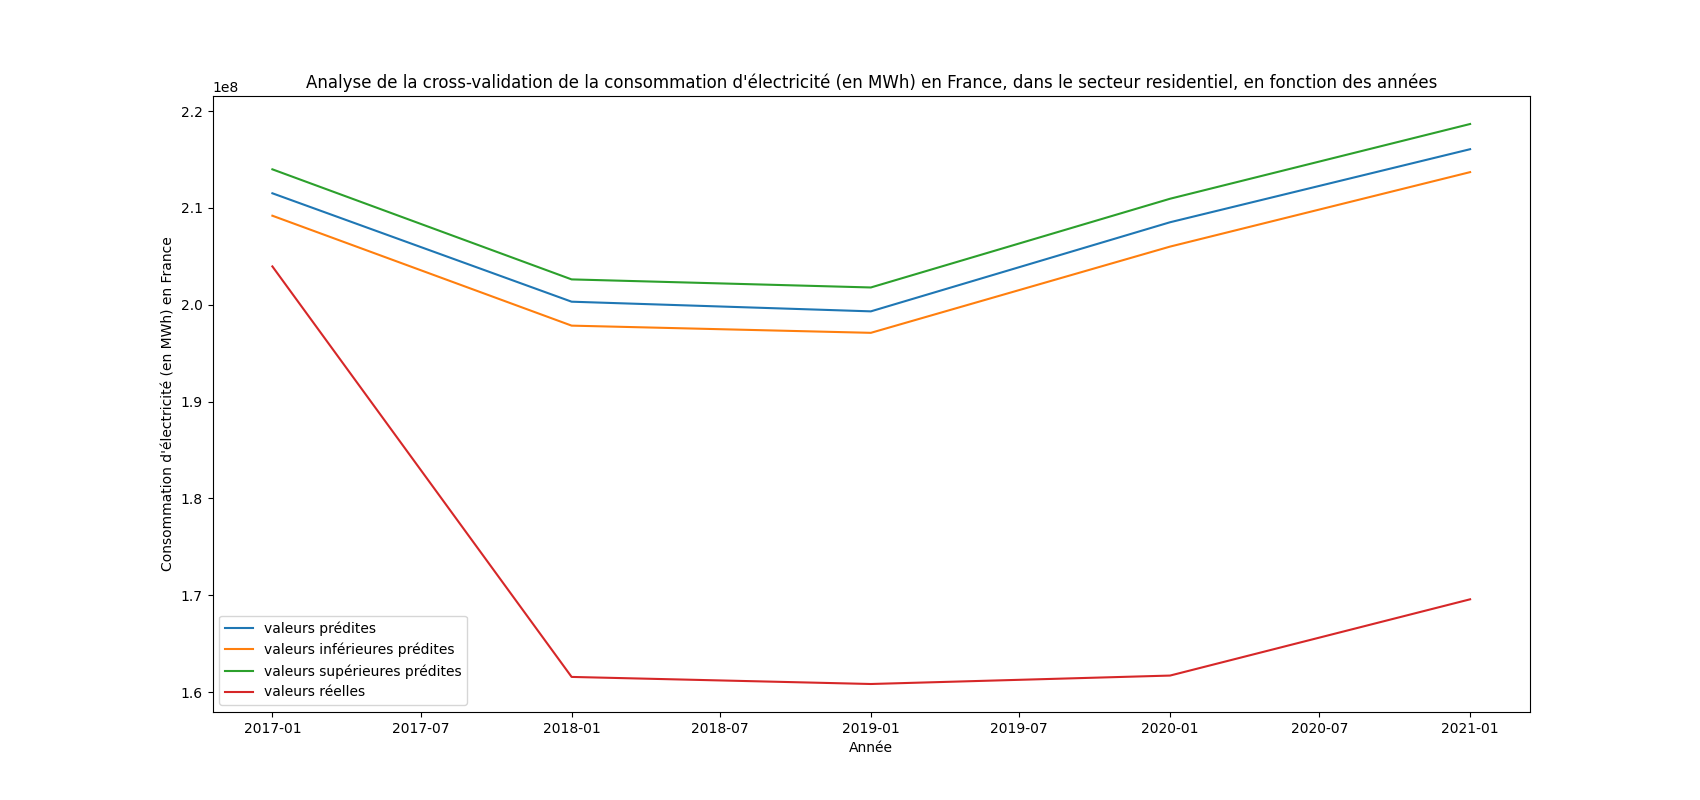 Analyse de la cross-validation de la consommation d'électricité (en MWh) en France, dans le secteur residentiel, en fonction des années
1e8
2.2
2.1
2.0
1.9
1.8
1.7
1.6
Consommation d'électricité (en MWh) en France
valeurs prédites
valeurs inférieures prédites
valeurs supérieures prédites
valeurs réelles
2017-01 2017-07 2018-01 2018-07 2019-01 2019-07 2020-01 2020-07 2021-01
Année